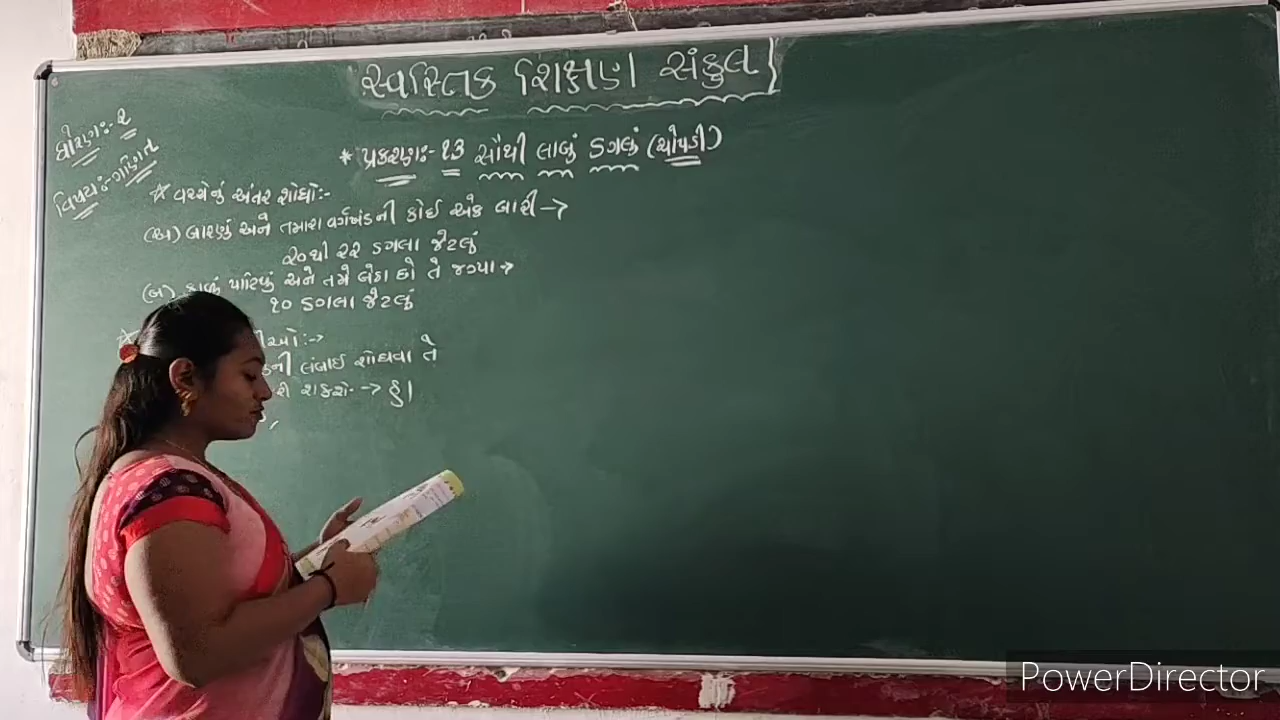 સ્વસ્તિક શિક્ષણ સંકુલ
ધોરણઃ- ૨
વિષયઃ- ગણિત
* પ્રકરણઃ- ૧૩ સૌથી લાબું ડગલું (ચોપડી)
☆ વચ્ચેનું અંતર શોધોઃ-
(અ) બારણું અને તમારા વર્ગખંડની કોઈ એક બારી →
૨૦થી ૨૨ ડગલા જેટલું
(બ) કાળું પાટિયું અને તમે બેઠા હો તે જગ્યા →
૧૦ ડગલા જેટલું
ની લંબાઈ શોધવા તે
શકશે → હા
PowerDirector